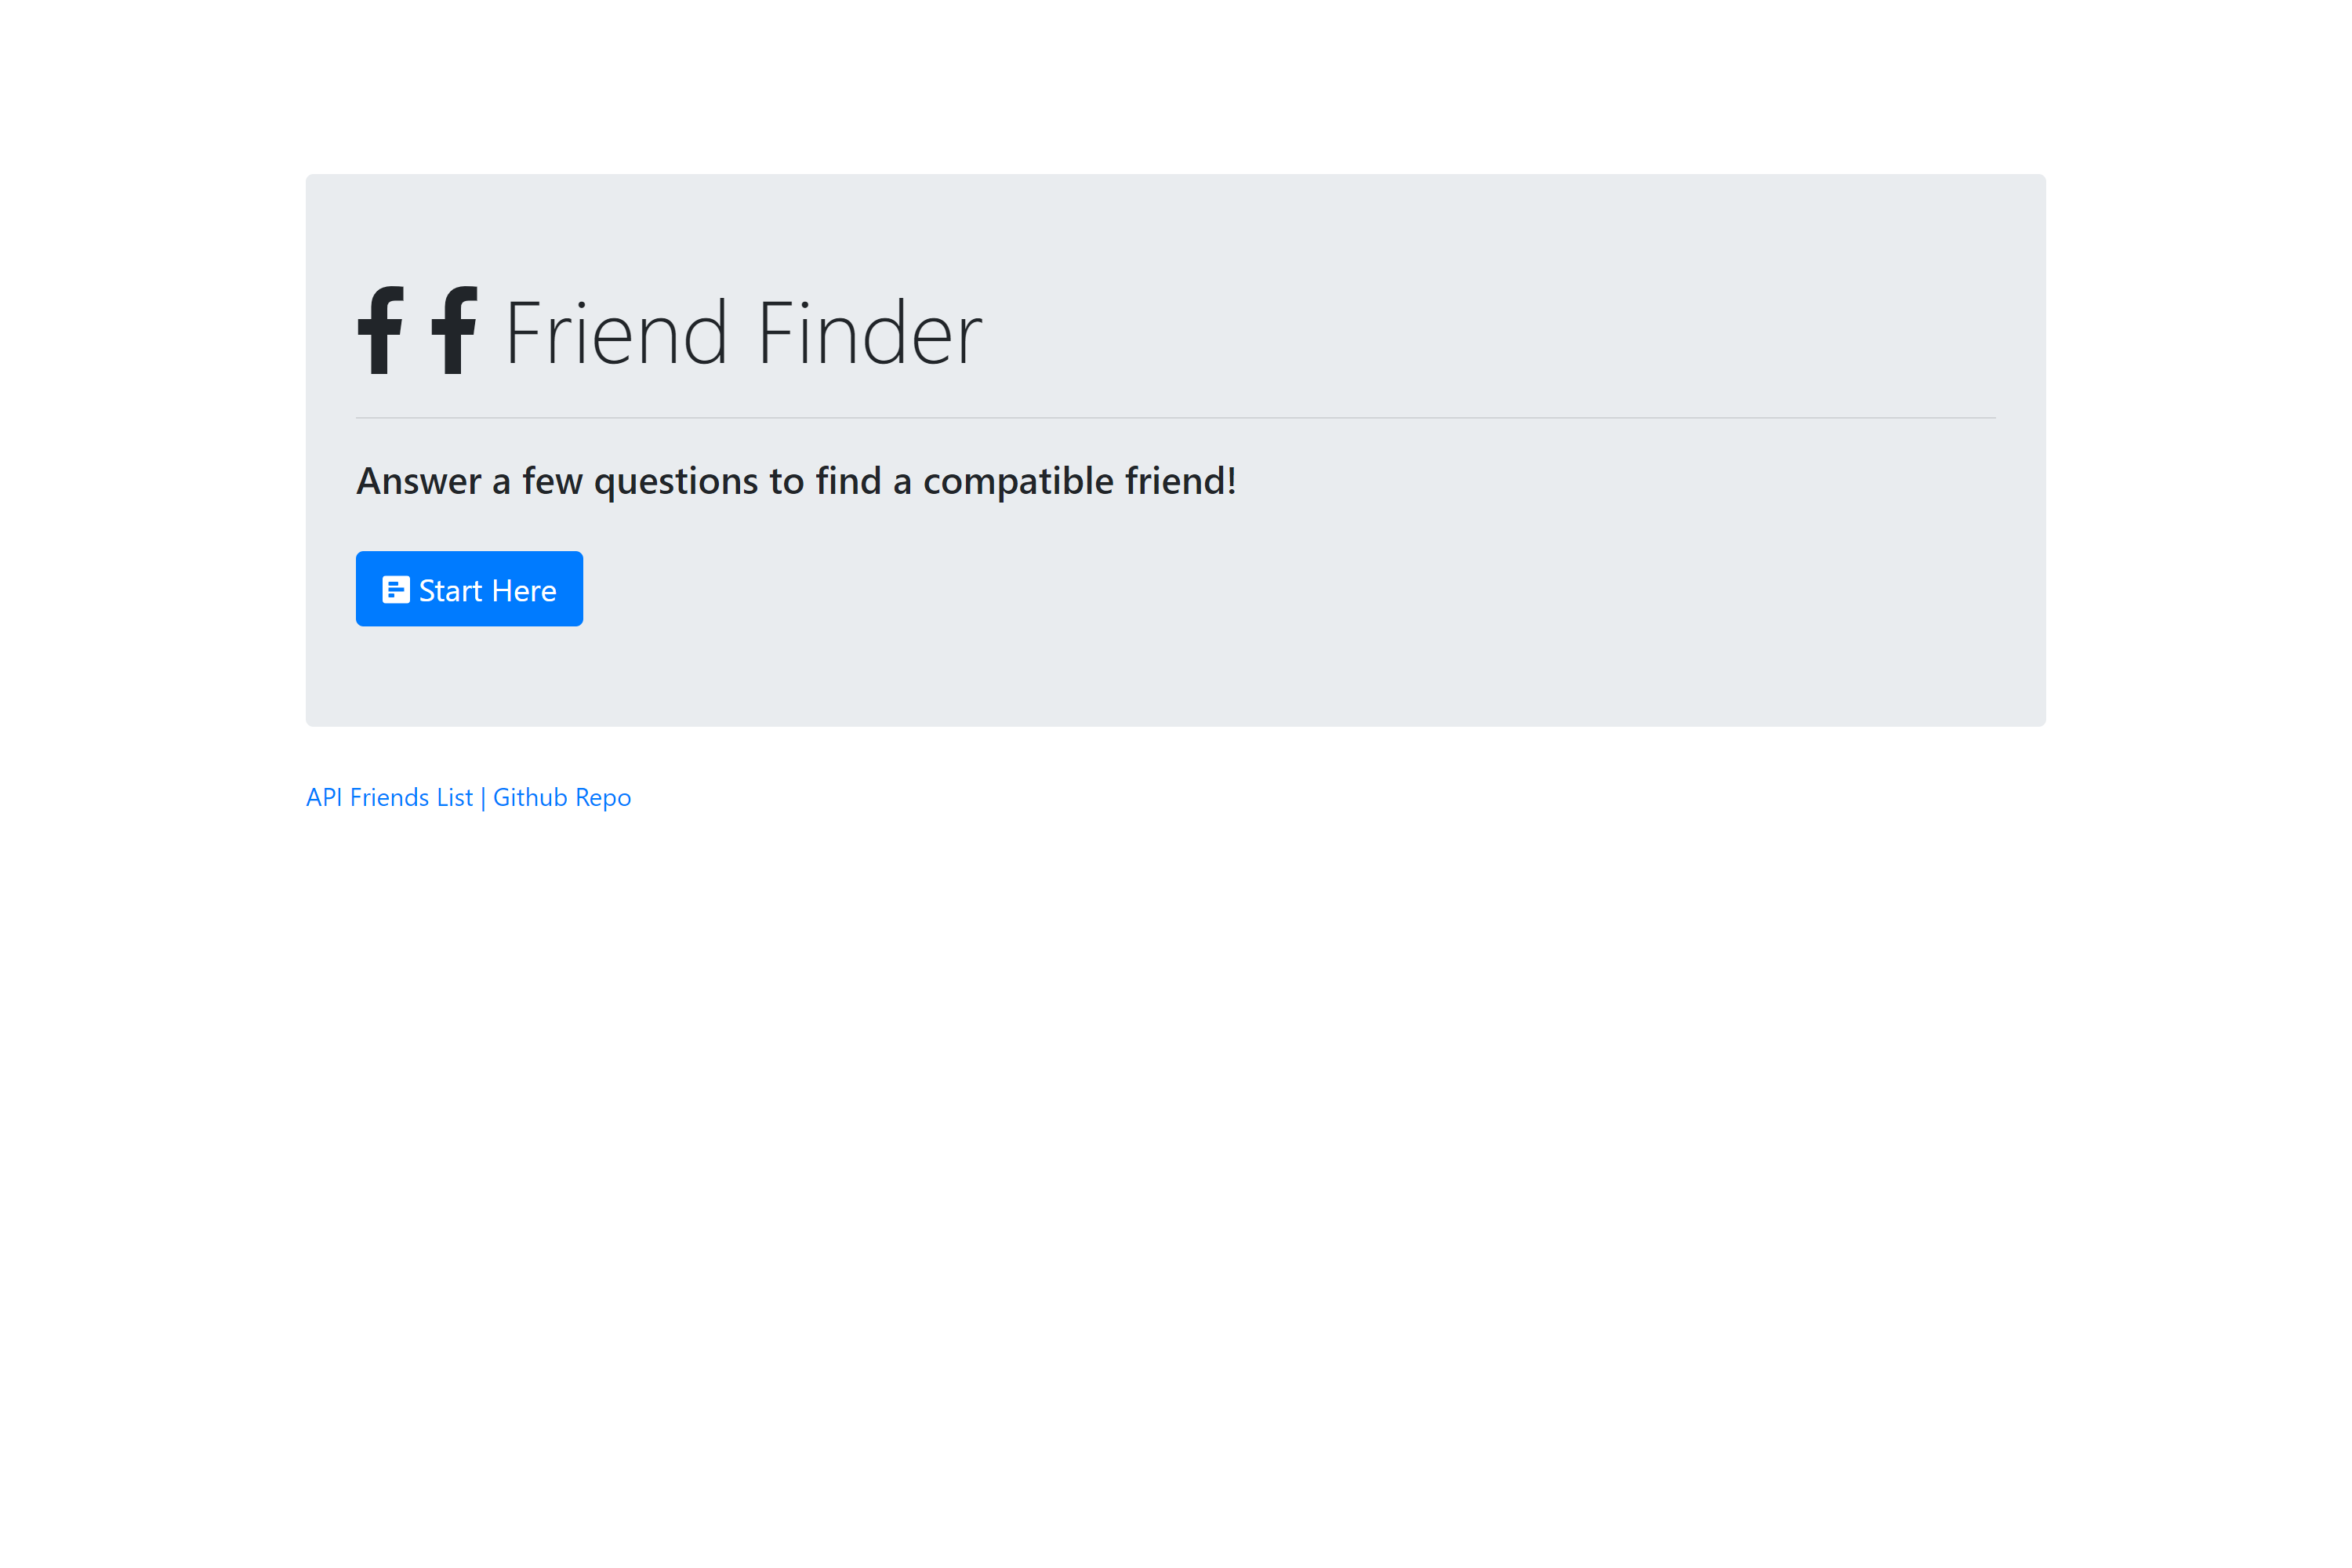 f f Friend Finder
Answer a few questions to find a compatible friend!
Start Here
API Friends List | Github Repo